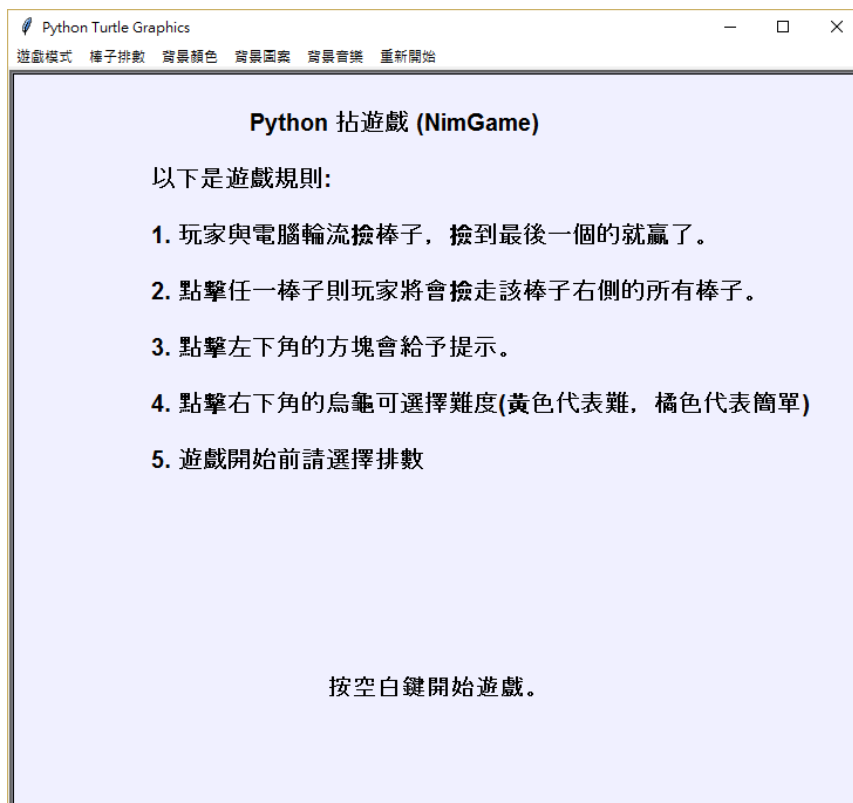 Python Turtle Graphics
遊戲模式 棒子排數 背景顏色 背景圖案 背景音樂 重新開始
Python 拈遊戲 (NimGame)
以下是遊戲規則:
1. 玩家與電腦輪流撿棒子，撿到最後一個的就贏了。
2. 點擊任一棒子則玩家將會撿走該棒子右側的所有棒子。
3. 點擊左下角的方塊會給予提示。
4. 點擊右下角的烏龜可選擇難度(黃色代表難，橘色代表簡單)
5. 遊戲開始前請選擇排數
按空白鍵開始遊戲。